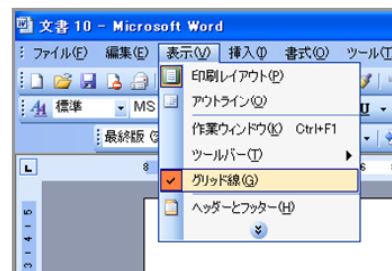 文書 10 - Microsoft Word
ファイル(F) 編集(E) 表示(V) 挿入(I) 書式(O) ツール(T
標準 MS
最終版
印刷レイアウト(P)
アウトライン(O)
作業ウィンドウ(K) Ctrl+F1
ツールバー(T)
グリッド線(G)
ヘッダーとフッター(H)
L 8 6